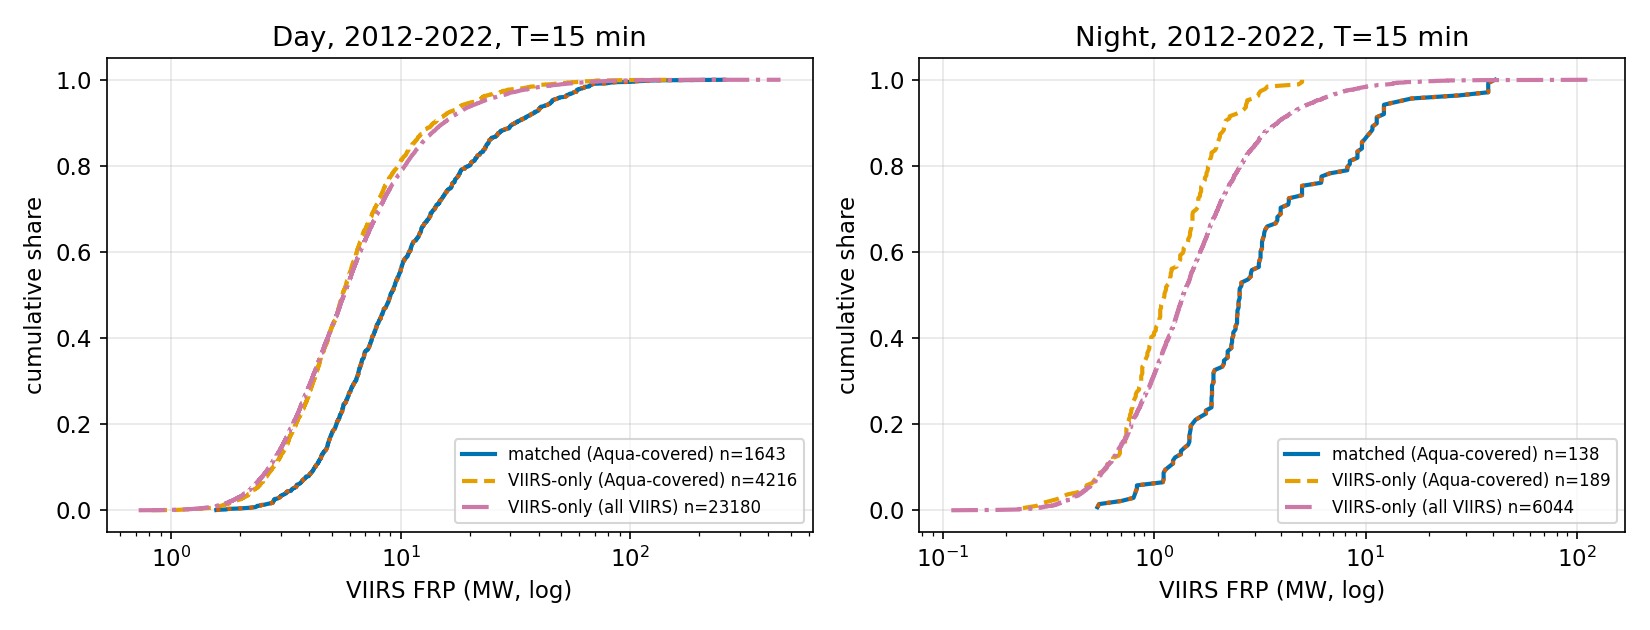 Day, 2012-2022, T=15 min
1.0
0.8
0.6
0.4
0.2
0.0
cumulative share
10⁰
10¹
10²
VIIRS FRP (MW, log)
matched (Aqua-covered) n=1643
VIIRS-only (Aqua-covered) n=4216
VIIRS-only (all VIIRS) n=23180
Night, 2012-2022, T=15 min
1.0
0.8
0.6
0.4
0.2
0.0
cumulative share
10⁻¹
10⁰
10¹
10²
VIIRS FRP (MW, log)
matched (Aqua-covered) n=138
VIIRS-only (Aqua-covered) n=189
VIIRS-only (all VIIRS) n=6044